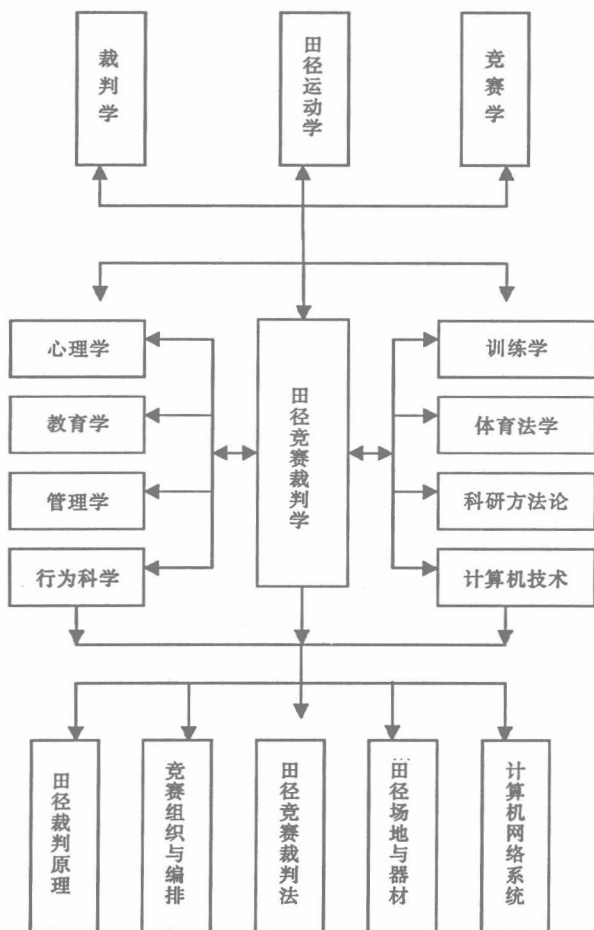 裁判学
田径运动学
竞赛学
心理学
训练学
教育学
体育法学
田径竞赛裁判学
管理学
科研方法论
行为科学
计算机技术
田径裁判原理
竞赛组织与编排
田径竞赛裁判法
田径场地与器材
计算机网络系统